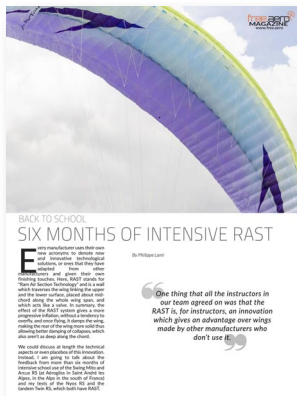 free.aero
MAGAZINE
www.free.aero
BACK TO SCHOOL
SIX MONTHS OF INTENSIVE RAST
Every manufacturer uses their own
new acronyms to denote new
and innovative technological
solutions, or ones that they have
adapted from other
manufacturers and given their own
finishing touches. Here, RAST stands for
"Ram Air Section Technology" and is a wall
which traverses the wing linking the upper
and the lower surface, placed about mid-
chord along the whole wing span, and
which acts like a valve. In summary, the
effect of the RAST system gives a more
progressive inflation, without a tendency to
overfly, and once flying, it damps the wing,
making the rear of the wing more solid thus
allowing better damping of collapses, which
also aren't as deep along the chord.
We could discuss at length the technical
aspects or even placates of this innovation.
Instead, I am going to talk about the
feedback from more than six months of
intensive school use of the Swing Mito and
Arcus RS (at Aérogliss in Saint André les
Alpes, in the Alps in the south of France)
and my tests of the Nyos RS and the
tandem Twin RS, which both have RAST.
By Philippe Lami
“One thing that all the instructors in
our team agreed on was that the
RAST is, for instructors, an innovation
which gives an advantage over wings
made by other manufacturers who
don't use it.”